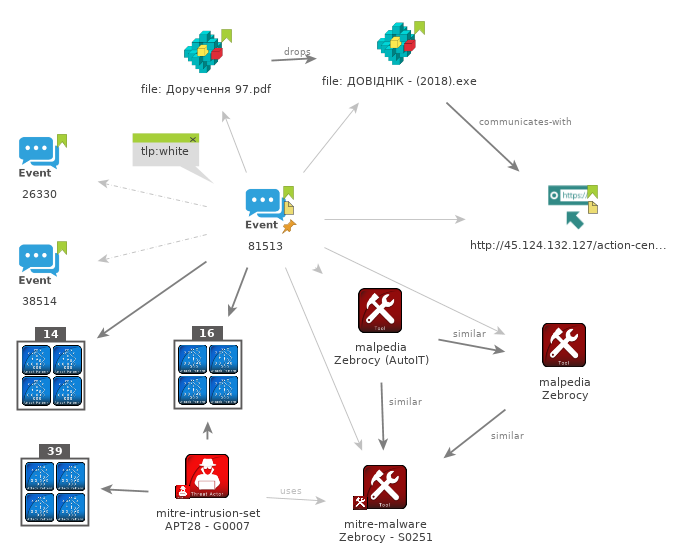 drops
file: Доручення 97.pdf
file: ДОВІДНІК - (2018).exe
communicates-with
tlp:white
Event
26330
https:/
Event
81513
http://45.124.132.127/action-cen...
Event
38514
14
16
Tool
malpedia
Zebrocy (AutoIT)
similar
Tool
malpedia
Zebrocy
similar
similar
39
Threat Actor
mitre-intrusion-set
APT28 - G0007
uses
Tool
mitre-malware
Zebrocy - S0251